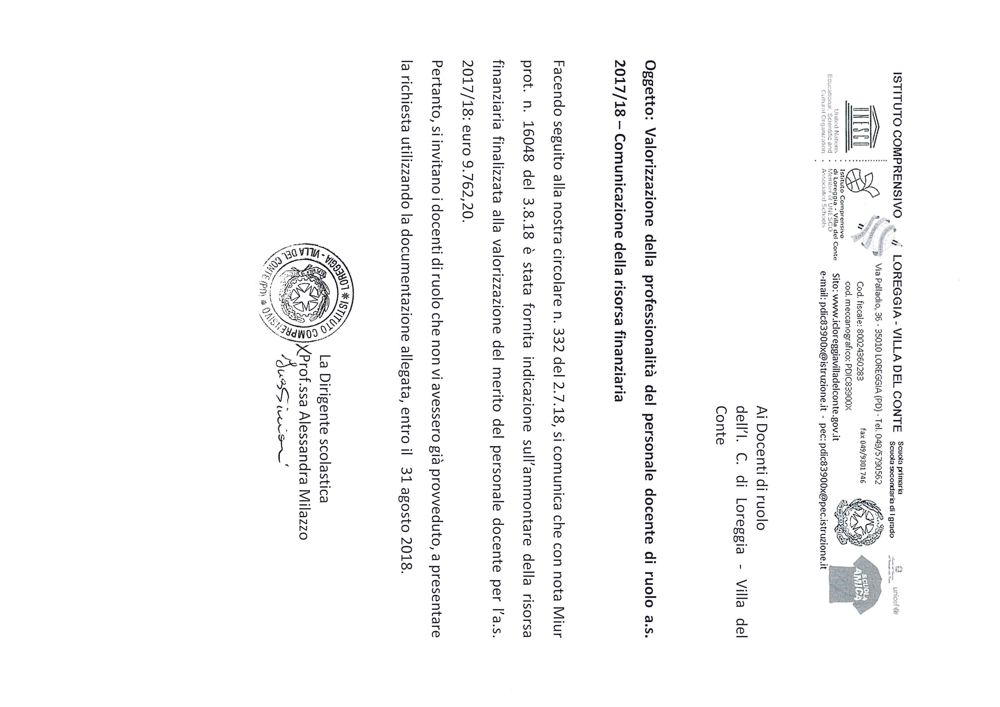 ISTITUTO COMPRENSIVO LOREGGIA - VILLA DEL CONTE Scuola primaria
Scuola secondaria di I grado
unicef
UNESCO
United Nations
Educational, Scientific and
Cultural Organization
Istituto Comprensivo
di Loreggia - Villa del Conte
Member of UNESCO
Associated Schools
Via Palladio, 36 - 35010 LOREGGIA (PD) - Tel. 049/5790562
Cod. fiscale: 80024360283 fax 049/9301746
cod. meccanografico: PDIC83900X
Sito: www.icloreggiavilladelconte.gov.it
e-mail: pdic83900x@istruzione.it - pec: pdic83900x@pec.istruzione.it
SCUOLA
AMICA
Ai Docenti di ruolo
dell’I. C. di Loreggia - Villa del
Conte
Oggetto: Valorizzazione della professionalità del personale docente di ruolo a.s.
2017/18 – Comunicazione della risorsa finanziaria
Facendo seguito alla nostra circolare n. 332 del 2.7.18, si comunica che con nota Miur
prot. n. 16048 del 3.8.18 è stata fornita indicazione sull’ammontare della risorsa
finanziaria finalizzata alla valorizzazione del merito del personale docente per l’a.s.
2017/18: euro 9.762,20.
Pertanto, si invitano i docenti di ruolo che non vi avessero già provveduto, a presentare
la richiesta utilizzando la documentazione allegata, entro il 31 agosto 2018.
La Dirigente scolastica
Prof.ssa Alessandra Milazzo
* ISTITUTO COMPRENSIVO * LOREGGIA - VILLA DEL CONTE (PD)